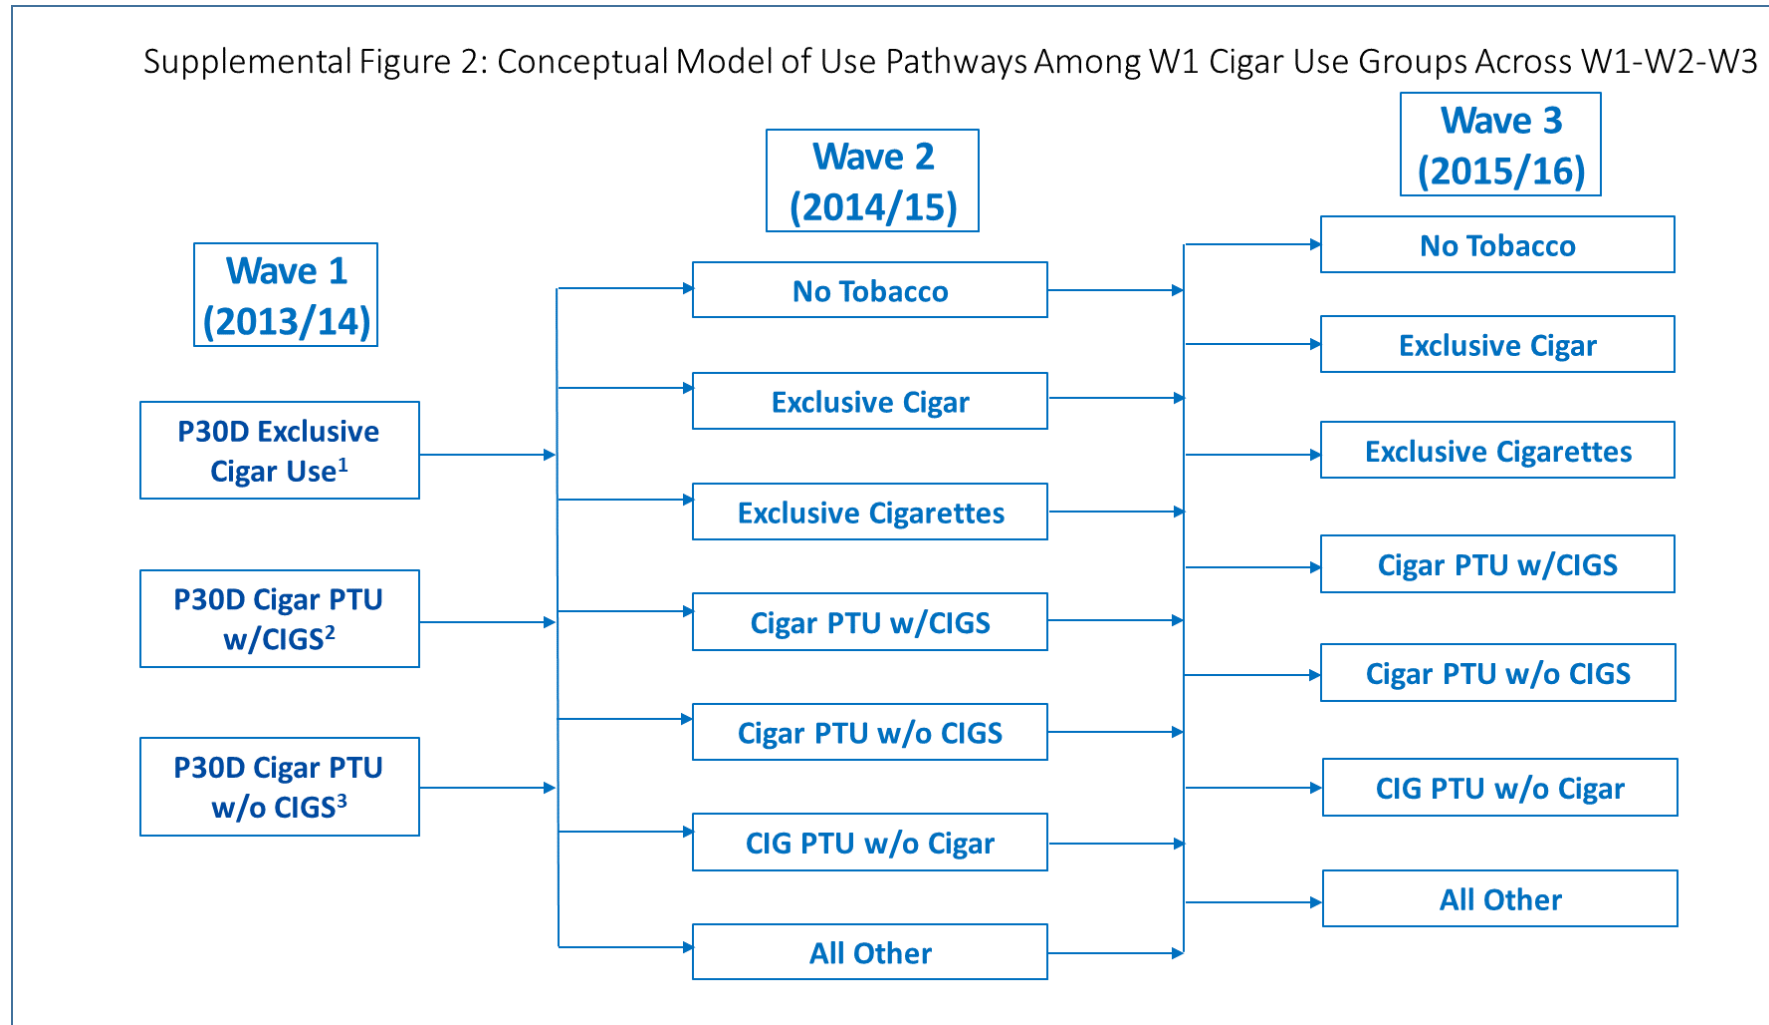 Supplemental Figure 2: Conceptual Model of Use Pathways Among W1 Cigar Use Groups Across W1-W2-W3
Wave 1
(2013/14)
P30D Exclusive
Cigar Use¹
P30D Cigar PTU
w/CIGS²
P30D Cigar PTU
w/o CIGS³
Wave 2
(2014/15)
No Tobacco
Exclusive Cigar
Exclusive Cigarettes
Cigar PTU w/CIGS
Cigar PTU w/o CIGS
CIG PTU w/o Cigar
All Other
Wave 3
(2015/16)
No Tobacco
Exclusive Cigar
Exclusive Cigarettes
Cigar PTU w/CIGS
Cigar PTU w/o CIGS
CIG PTU w/o Cigar
All Other